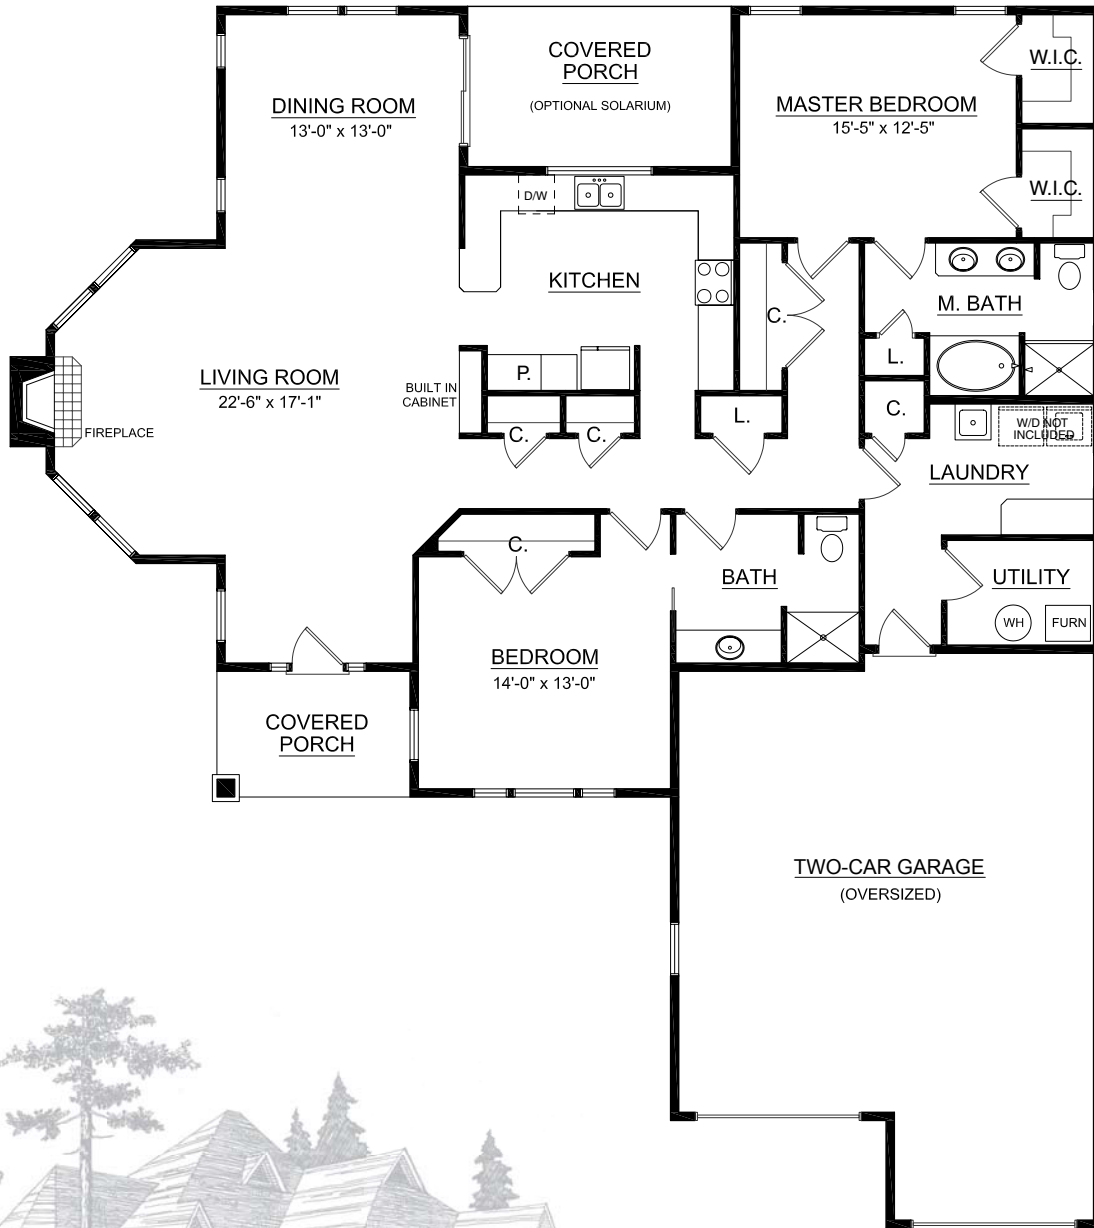 COVERED
PORCH
(OPTIONAL SOLARIUM)
W.I.C.
DINING ROOM
13'-0" x 13'-0"
MASTER BEDROOM
15'-5" x 12'-5"
W.I.C.
D/W
KITCHEN
M. BATH
C.
L.
P.
LIVING ROOM
22'-6" x 17'-1"
BUILT IN
CABINET
FIREPLACE
C.
C.
L.
C.
W/D NOT
INCLUDED
LAUNDRY
C.
BATH
UTILITY
WH
FURN
BEDROOM
14'-0" x 13'-0"
COVERED
PORCH
TWO-CAR GARAGE
(OVERSIZED)